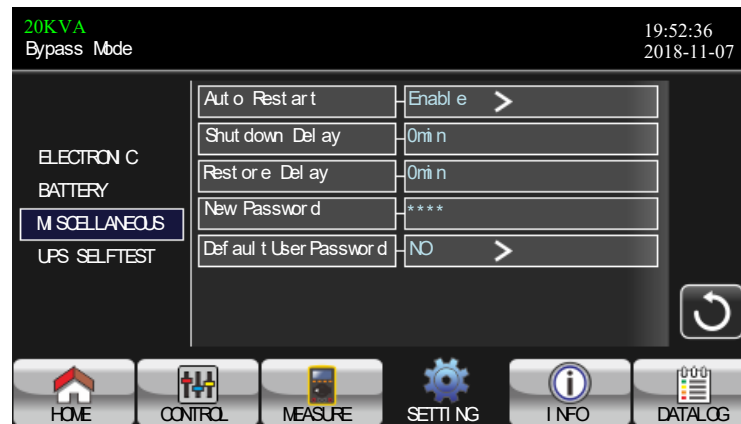 20KVA
19:52:36
Bypass Mode
2018-11-07
Auto Restart
Enable >
Shutdown Delay
0min
ELECTRONIC
Restore Delay
0min
BATTERY
New Password
****
MISCELLANEOUS
Default User Password
NO >
UPS SELFTEST
HOME
CONTROL
MEASURE
SETTING
INFO
DATALOG